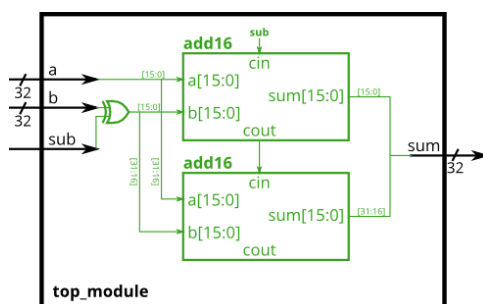 sub
add16
a
[15:0]
cin
32
a[15:0]
[15:0]
b
[15:0]
sum[15:0]
32
b[15:0]
sub
cout
add16
sum
[31:16]
[31:16]
cin
32
a[15:0]
sum[15:0]
[31:16]
b[15:0]
cout
top_module